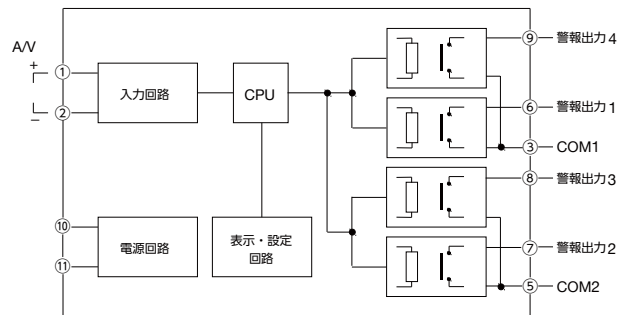 A/V
+
①
②
−
入力回路
CPU
⑩
⑪
電源回路
表示・設定
回路
⑨ 警報出力4
⑥ 警報出力1
③ COM1
⑧ 警報出力3
⑦ 警報出力2
⑤ COM2